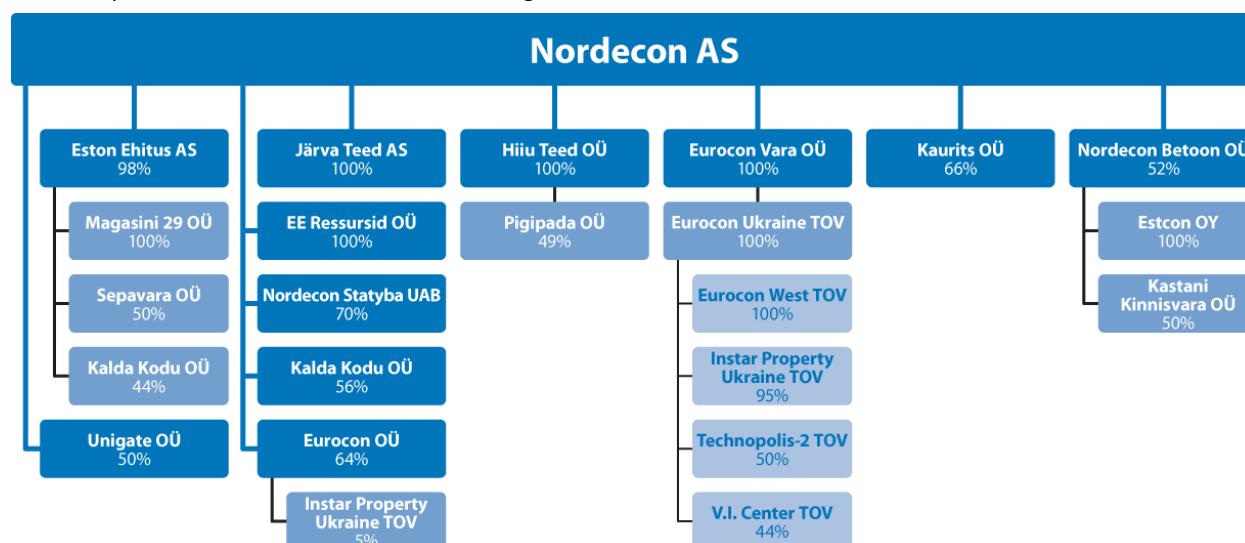 Nordecon AS
Eston Ehitus AS
98%
Magasini 29 OÜ
100%
Sepavara OÜ
50%
Kalda Kodu OÜ
44%
Unigate OÜ
50%
Järva Teed AS
100%
EE Ressursid OÜ
100%
Nordecon Statyba UAB
70%
Kalda Kodu OÜ
56%
Eurocon OÜ
64%
Instar Property
Ukraine TOV
5%
Hiiu Teed OÜ
100%
Pigipada OÜ
49%
Eurocon Vara OÜ
100%
Eurocon Ukraine TOV
100%
Eurocon West TOV
100%
Instar Property
Ukraine TOV
95%
Technopolis-2 TOV
50%
V.I. Center TOV
44%
Kaurits OÜ
66%
Nordecon Betoon OÜ
52%
Estcon OY
100%
Kastani
Kinnisvara OÜ
50%